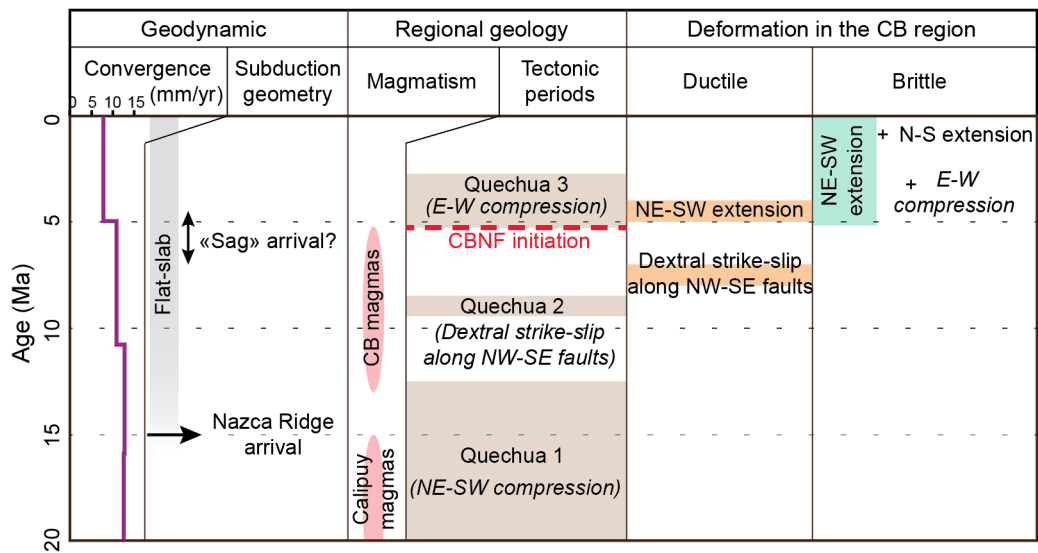 Geodynamic
Regional geology
Deformation in the CB region
Convergence
(mm/yr)
0 5 10 15
Subduction
geometry
Magmatism
Tectonic
periods
Ductile
Brittle
Age (Ma)
0
5
10
15
20
Flat-slab
«Sag» arrival?
Nazca Ridge
arrival
CB magmas
Calipuy
magmas
Quechua 3
(E-W compression)
CBNF initiation
Quechua 2
(Dextral strike-slip
along NW-SE faults)
Quechua 1
(NE-SW compression)
NE-SW extension
Dextral strike-slip
along NW-SE faults
NE-SW
extension
+ N-S extension
+ E-W
compression